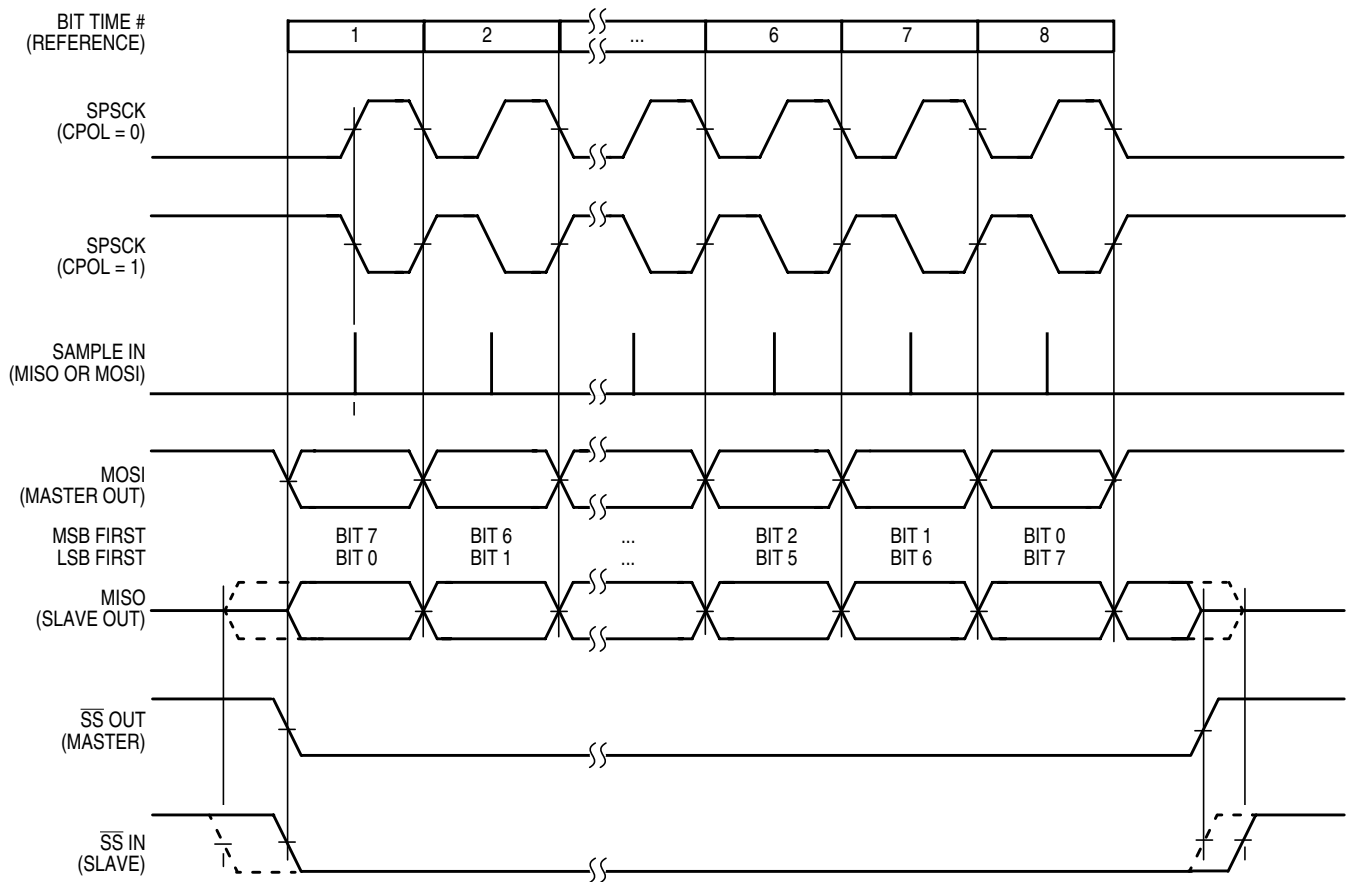 BIT TIME #
(REFERENCE)
1 2 ... 6 7 8
SPSCK
(CPOL = 0)
SPSCK
(CPOL = 1)
SAMPLE IN
(MISO OR MOSI)
MOSI
(MASTER OUT)
MSB FIRST BIT 7 BIT 6 ... BIT 2 BIT 1 BIT 0
LSB FIRST BIT 0 BIT 1 ... BIT 5 BIT 6 BIT 7
MISO
(SLAVE OUT)
S̅S̅ OUT
(MASTER)
S̅S̅ IN
(SLAVE)